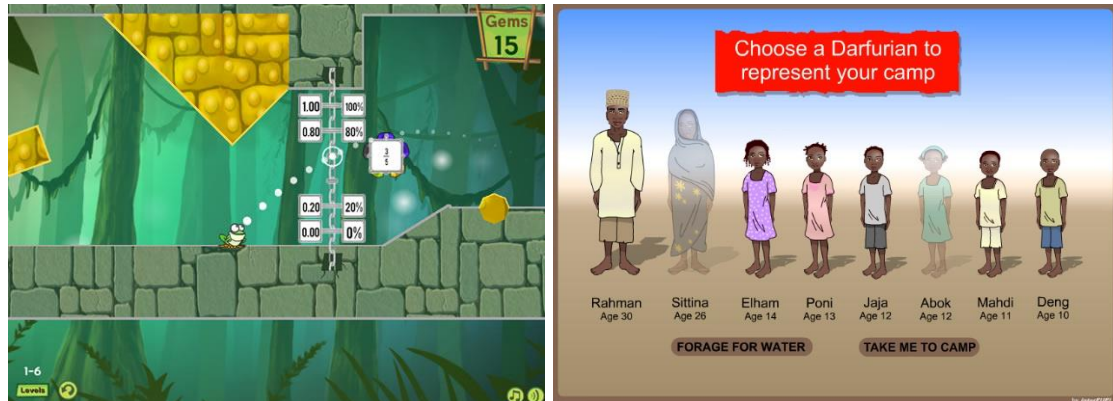 Gems
15
1.00 100%
0.80 80%
3
5
0.20 20%
0.00 0%
1-6
Levels
Choose a Darfurian to
represent your camp
Rahman
Age 30
Sittina
Age 26
Elham
Age 14
Poni
Age 13
Jaja
Age 12
Abok
Age 12
Mahdi
Age 11
Deng
Age 10
FORAGE FOR WATER
TAKE ME TO CAMP